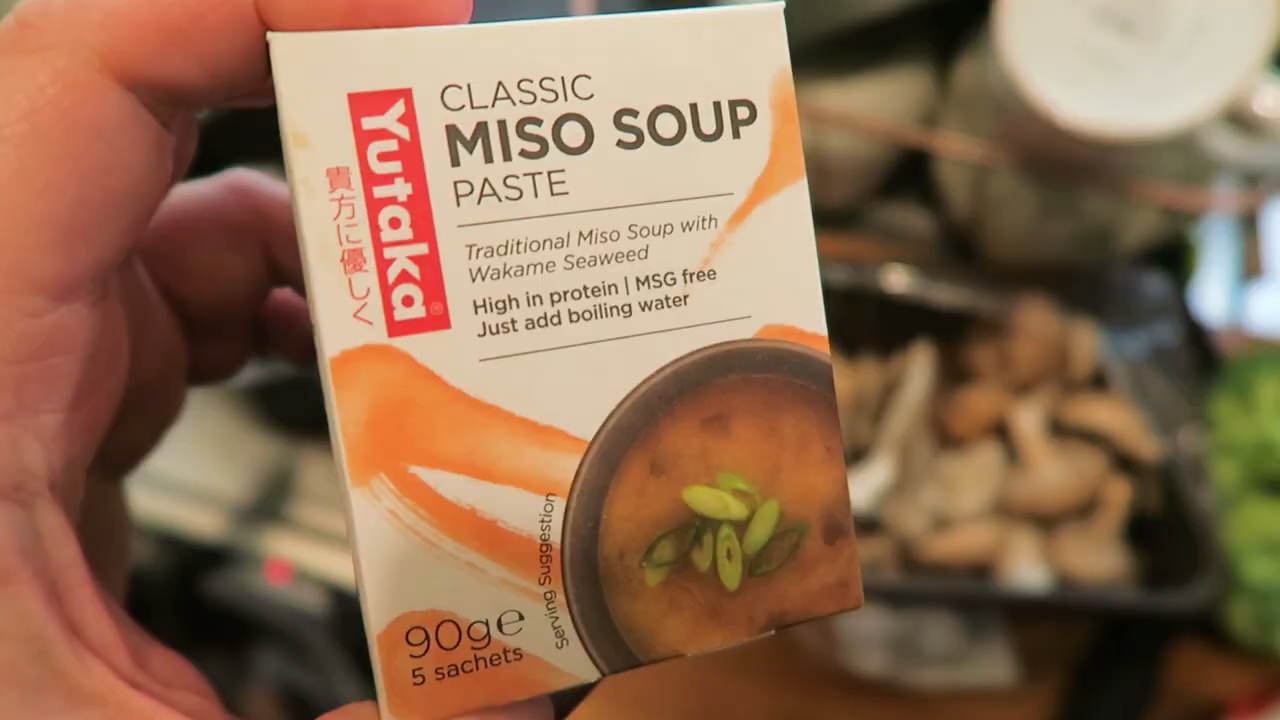 CLASSIC
MISO SOUP
PASTE
Yutaka®
貴方に優しく
Traditional Miso Soup with
Wakame Seaweed
High in protein | MSG free
Just add boiling water
Serving Suggestion
90g℮
5 sachets